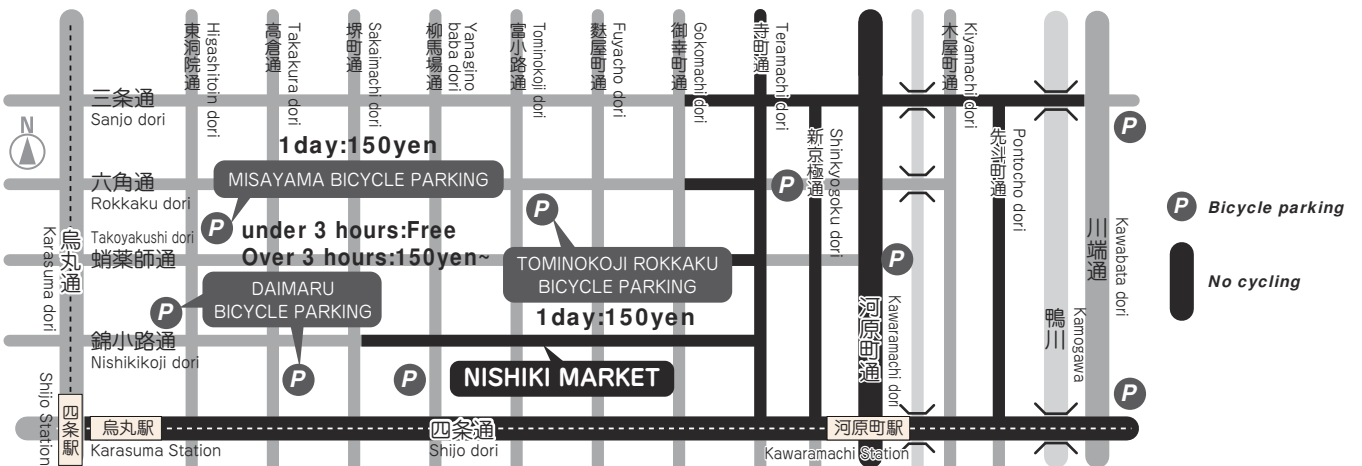 東洞院通
Higashitoin dori
高倉通
Takakura dori
堺町通
Sakaimachi dori
柳馬場通
Yanagino
baba dori
富小路通
Tominokoji dori
麩屋町通
Fuyacho dori
御幸町通
Gokomachi dori
寺町通
Teramachi dori
木屋町通
Kiyamachi dori
三条通
Sanjo dori
N
1day:150yen
MISAYAMA BICYCLE PARKING
六角通
Rokkaku dori
新京極通
Shinkyogoku dori
先斗町通
Pontocho dori
P
P
P
P
P
P
P
P
P
Takoyakushi dori
蛸薬師通
under 3 hours:Free
Over 3 hours:150yen~
TOMINOKOJI ROKKAKU
BICYCLE PARKING
1day:150yen
DAIMARU
BICYCLE PARKING
烏丸通
Karasuma dori
錦小路通
Nishikikoji dori
NISHIKI MARKET
河原町通
Kawaramachi dori
鴨川
Kamogawa
川端通
Kawabata dori
四条駅
Shijo Station
烏丸駅
Karasuma Station
四条通
Shijo dori
河原町駅
Kawaramachi Station
P
Bicycle parking
No cycling